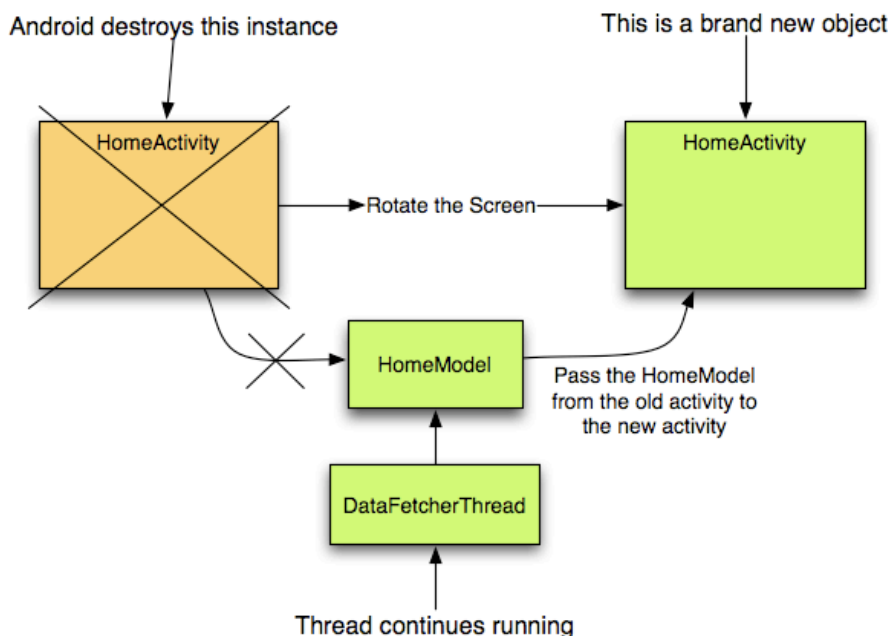 Android destroys this instance
This is a brand new object
HomeActivity
HomeActivity
Rotate the Screen
HomeModel
Pass the HomeModel
from the old activity to
the new activity
DataFetcherThread
Thread continues running